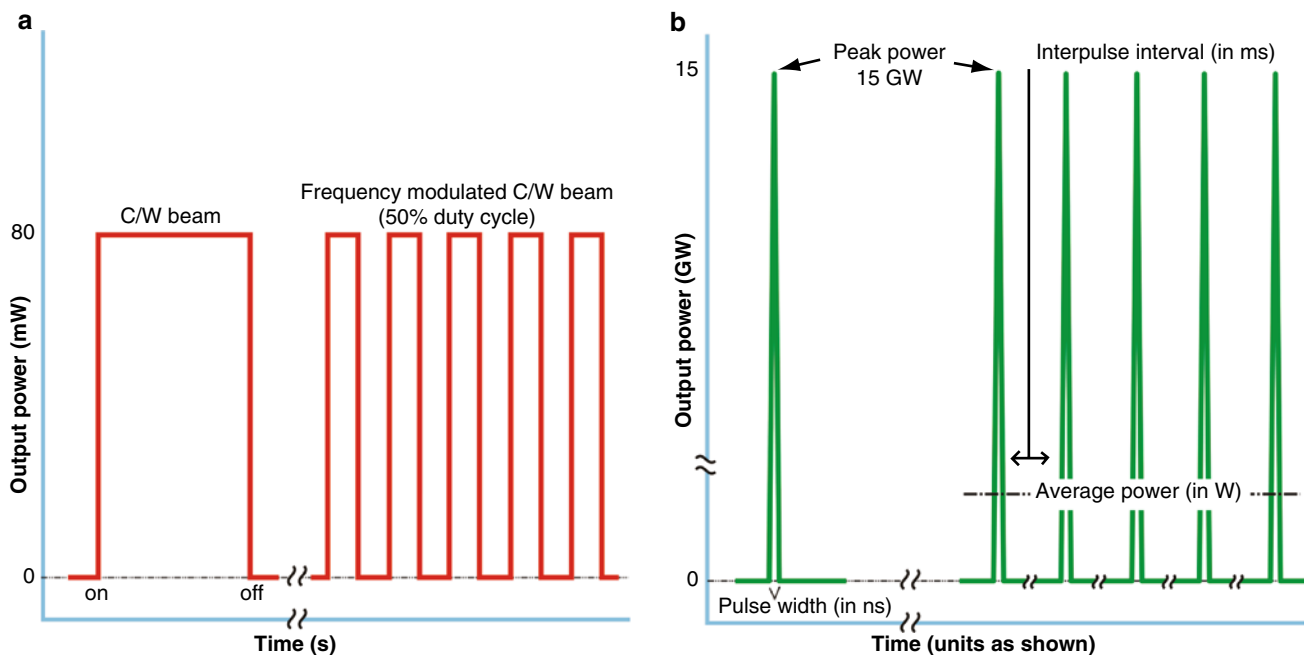 a
Output power (mW)
80
0
C/W beam
Frequency modulated C/W beam
(50% duty cycle)
on
off
Time (s)
b
Output power (GW)
15
0
Peak power
15 GW
Interpulse interval (in ms)
Average power (in W)
Pulse width (in ns)
Time (units as shown)